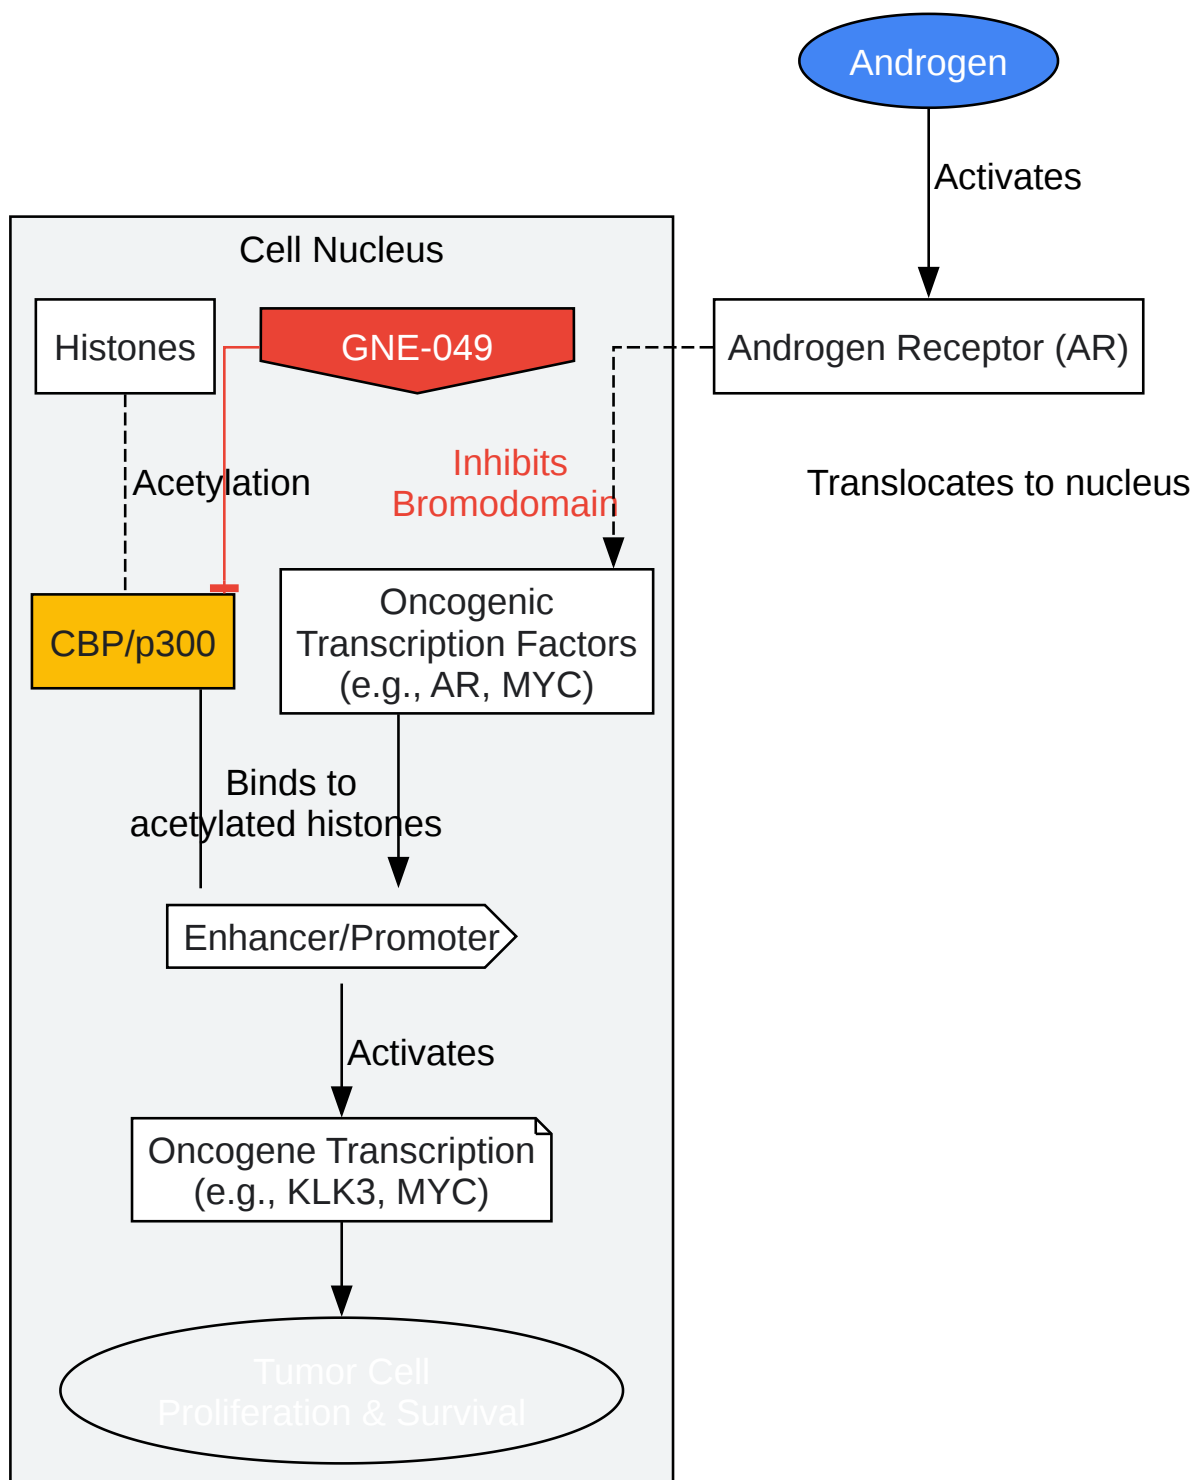 Androgen
Activates
Cell Nucleus
Histones
GNE-049
Androgen Receptor (AR)
Acetylation
Inhibits
Bromodomain
Translocates to nucleus
CBP/p300
Oncogenic
Transcription Factors
(e.g., AR, MYC)
Binds to
acetylated histones
Enhancer/Promoter
Activates
Oncogene Transcription
(e.g., KLK3, MYC)
Tumor Cell
Proliferation & Survival